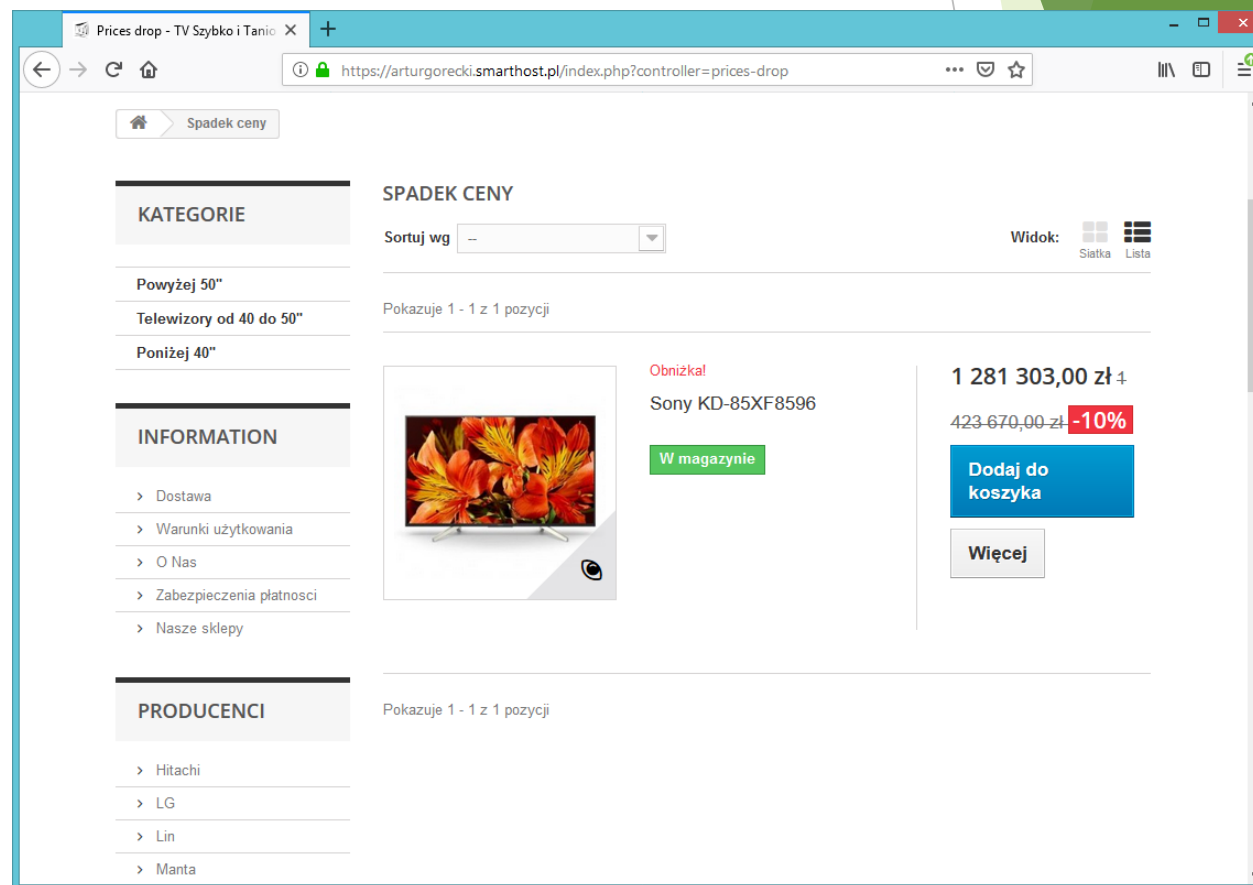 Prices drop - TV Szybko i Tanio
https://arturgorecki.smarthost.pl/index.php?controller=prices-drop
Spadek ceny
KATEGORIE
Powyżej 50"
Telewizory od 40 do 50"
Poniżej 40"
INFORMATION
Dostawa
Warunki użytkowania
O Nas
Zabezpieczenia płatnosci
Nasze sklepy
PRODUCENCI
Hitachi
LG
Lin
Manta
SPADEK CENY
Sortuj wg --
Widok:
Siatka Lista
Pokazuje 1 - 1 z 1 pozycji
Obniżka!
Sony KD-85XF8596
W magazynie
1 281 303,00 zł 1
423 670,00 zł -10%
Dodaj do
koszyka
Więcej
Pokazuje 1 - 1 z 1 pozycji